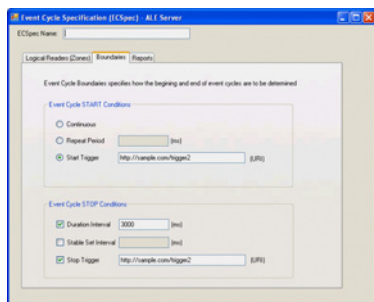 Event Cycle Specification (ECSpec) - ALE Server
ECSpec Name:
Logical Readers (Zones) Boundaries Reports
Event Cycle Boundaries specifies how the begining and end of event cycles are to be determined
Event Cycle START Conditions
Continuous
Repeat Period (ms)
Start Trigger http://sample.com/trigger2 (URI)
Event Cycle STOP Conditions
Duration Interval 3000 (ms)
Stable Set Interval (ms)
Stop Trigger http://sample.com/trigger2 (URI)